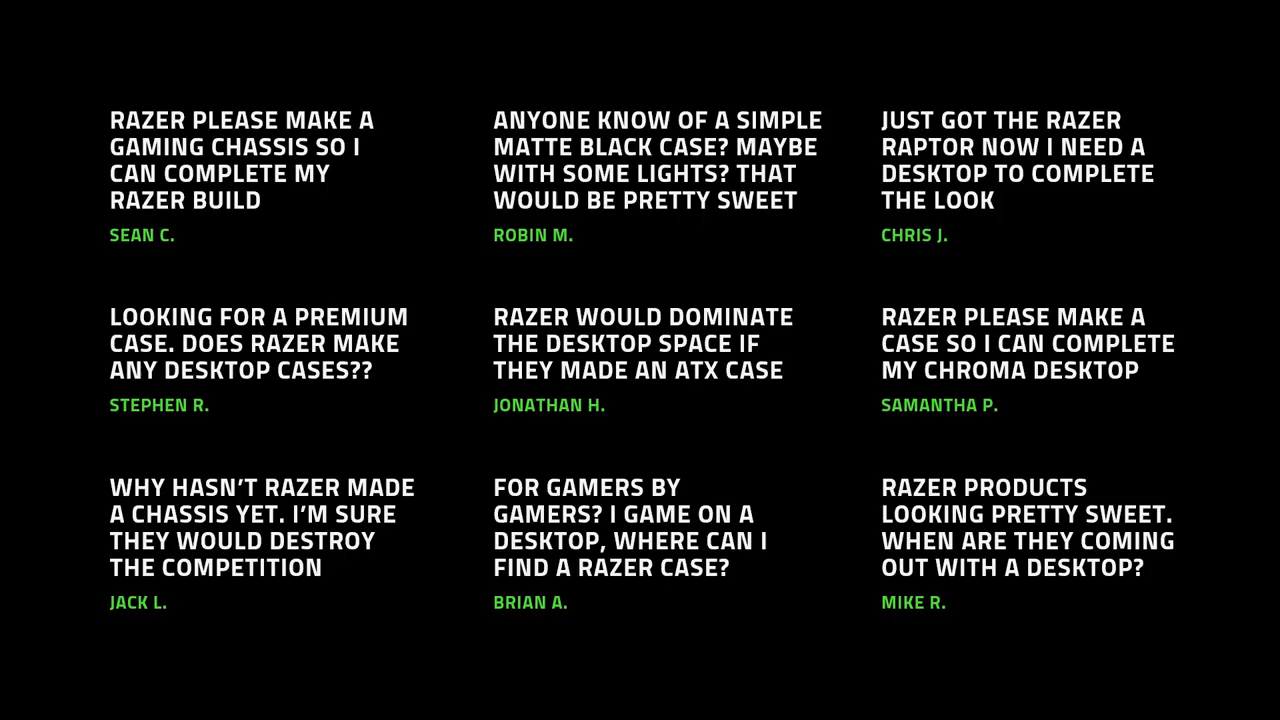 RAZER PLEASE MAKE A
GAMING CHASSIS SO I
CAN COMPLETE MY
RAZER BUILD
SEAN C.
ANYONE KNOW OF A SIMPLE
MATTE BLACK CASE? MAYBE
WITH SOME LIGHTS? THAT
WOULD BE PRETTY SWEET
ROBIN M.
JUST GOT THE RAZER
RAPTOR NOW I NEED A
DESKTOP TO COMPLETE
THE LOOK
CHRIS J.
LOOKING FOR A PREMIUM
CASE. DOES RAZER MAKE
ANY DESKTOP CASES??
STEPHEN R.
RAZER WOULD DOMINATE
THE DESKTOP SPACE IF
THEY MADE AN ATX CASE
JONATHAN H.
RAZER PLEASE MAKE A
CASE SO I CAN COMPLETE
MY CHROMA DESKTOP
SAMANTHA P.
WHY HASN’T RAZER MADE
A CHASSIS YET. I’M SURE
THEY WOULD DESTROY
THE COMPETITION
JACK L.
FOR GAMERS BY
GAMERS? I GAME ON A
DESKTOP, WHERE CAN I
FIND A RAZER CASE?
BRIAN A.
RAZER PRODUCTS
LOOKING PRETTY SWEET.
WHEN ARE THEY COMING
OUT WITH A DESKTOP?
MIKE R.